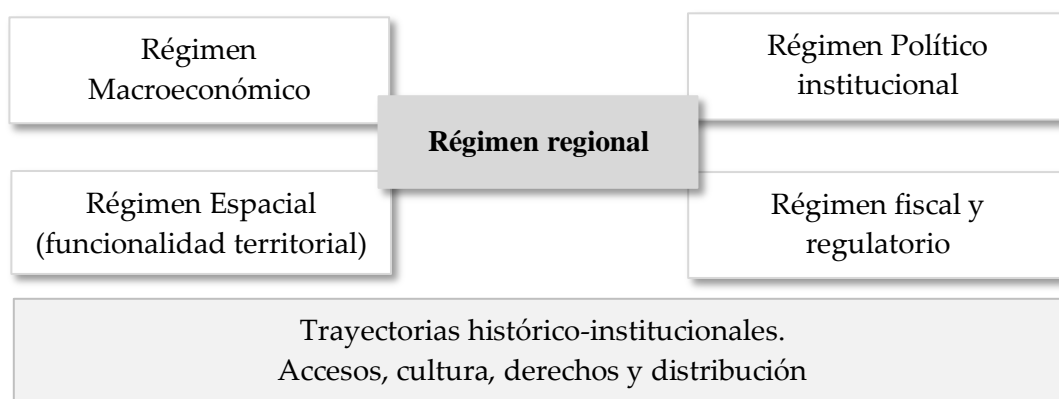 Régimen
Macroeconómico
Régimen Político
institucional
Régimen regional
Régimen Espacial
(funcionalidad territorial)
Régimen fiscal y
regulatorio
Trayectorias histórico-institucionales.
Accesos, cultura, derechos y distribución